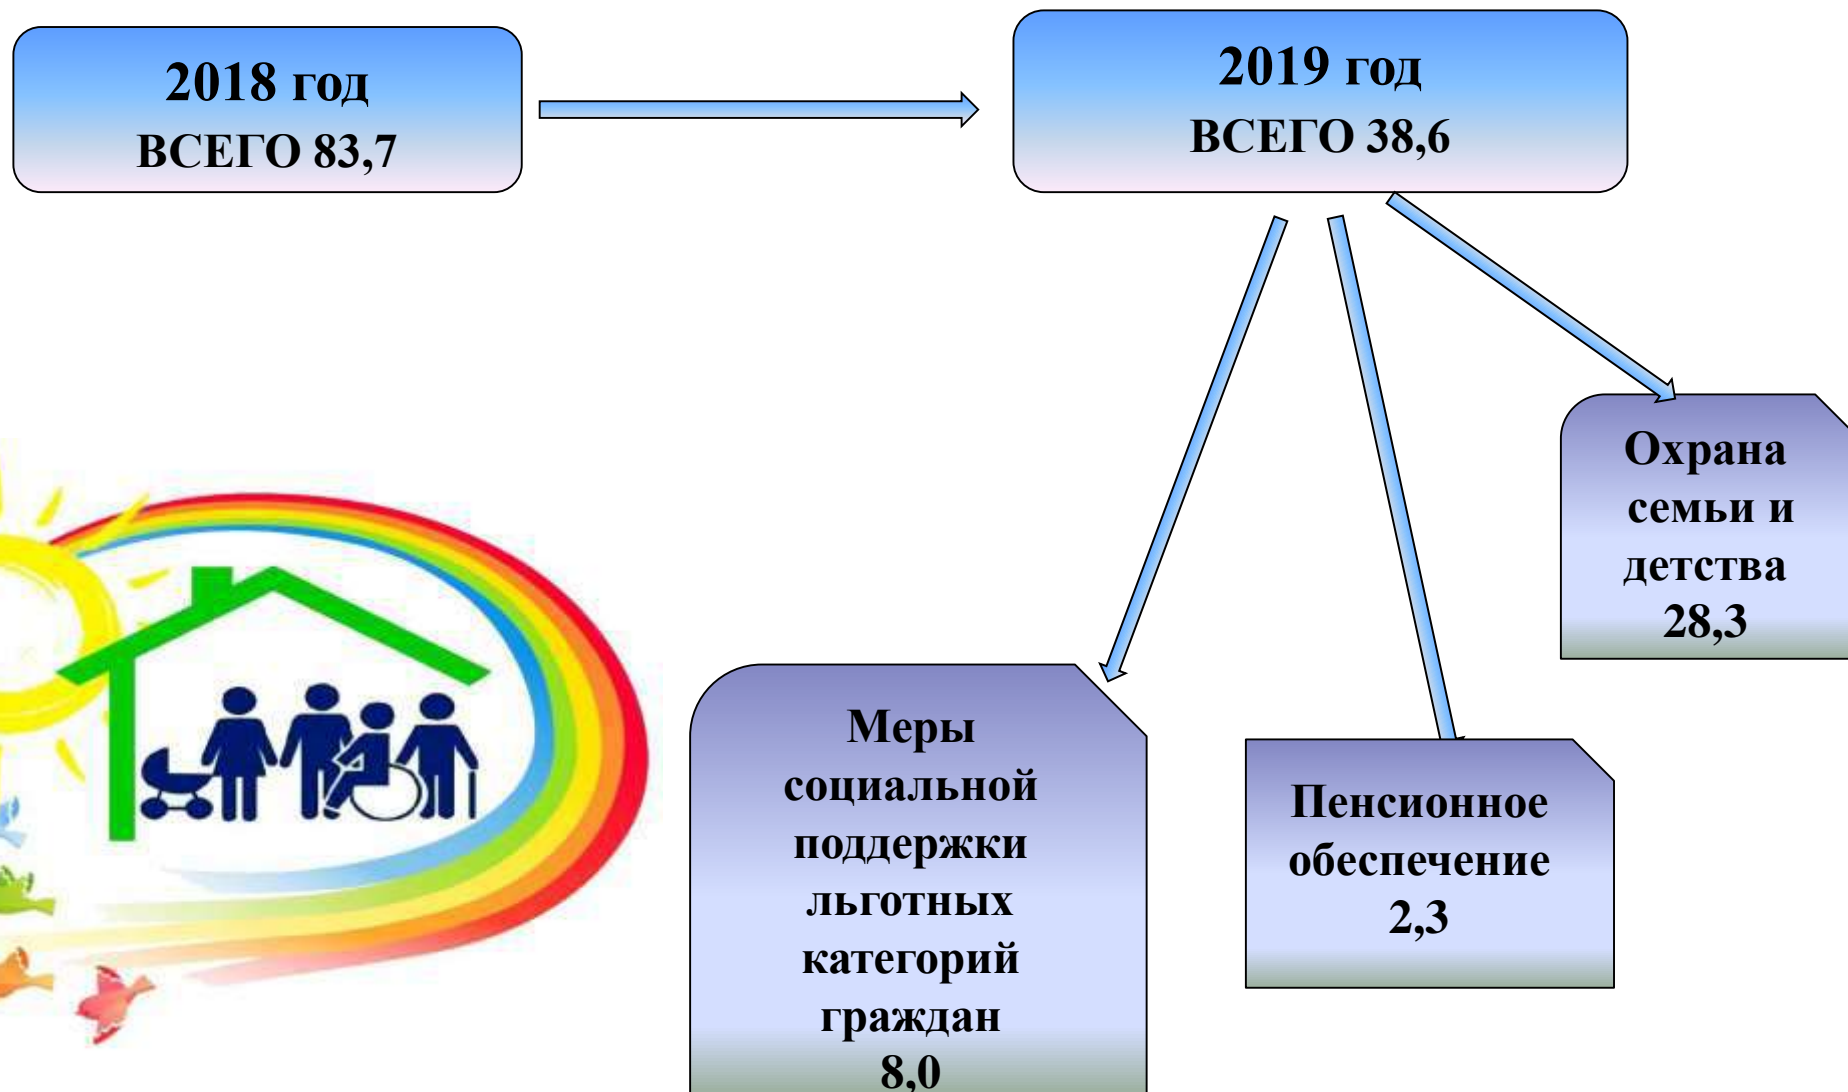 2018 год
ВСЕГО 83,7
2019 год
ВСЕГО 38,6
Охрана
семьи и
детства
28,3
Меры
социальной
поддержки
льготных
категорий
граждан
8,0
Пенсионное
обеспечение
2,3